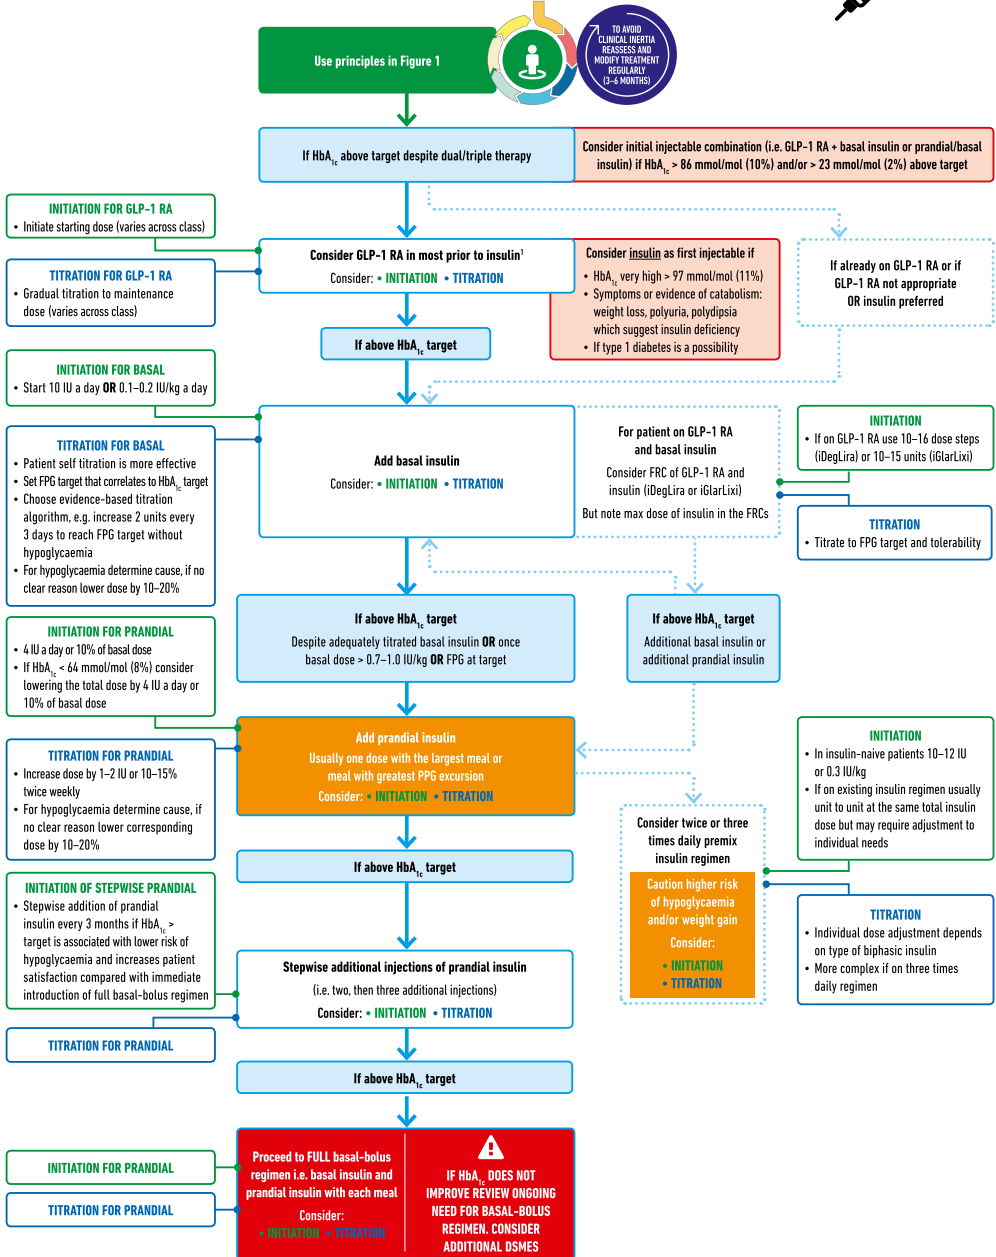 Use principles in Figure 1
TO AVOID
CLINICAL INERTIA
REASSESS AND
MODIFY TREATMENT
REGULARLY
(3–6 MONTHS)
If HbA1c above target despite dual/triple therapy
Consider initial injectable combination (i.e. GLP-1 RA + basal insulin or prandial/basal
insulin) if HbA1c > 86 mmol/mol (10%) and/or > 23 mmol/mol (2%) above target
INITIATION FOR GLP-1 RA
• Initiate starting dose (varies across class)
TITRATION FOR GLP-1 RA
• Gradual titration to maintenance
dose (varies across class)
Consider GLP-1 RA in most prior to insulin1
Consider: • INITIATION • TITRATION
Consider insulin as first injectable if
• HbA1c very high > 97 mmol/mol (11%)
• Symptoms or evidence of catabolism:
weight loss, polyuria, polydipsia
which suggest insulin deficiency
• If type 1 diabetes is a possibility
If already on GLP-1 RA or if
GLP-1 RA not appropriate
OR insulin preferred
If above HbA1c target
INITIATION FOR BASAL
• Start 10 IU a day OR 0.1–0.2 IU/kg a day
TITRATION FOR BASAL
• Patient self titration is more effective
• Set FPG target that correlates to HbA1c target
• Choose evidence-based titration
algorithm, e.g. increase 2 units every
3 days to reach FPG target without
hypoglycaemia
• For hypoglycaemia determine cause, if no
clear reason lower dose by 10–20%
Add basal insulin
Consider: • INITIATION • TITRATION
For patient on GLP-1 RA
and basal insulin
Consider FRC of GLP-1 RA and
insulin (iDegLira or iGlarLixi)
But note max dose of insulin in the FRCs
INITIATION
• If on GLP-1 RA use 10–16 dose steps
(iDegLira) or 10–15 units (iGlarLixi)
TITRATION
• Titrate to FPG target and tolerability
If above HbA1c target
Despite adequately titrated basal insulin OR once
basal dose > 0.7–1.0 IU/kg OR FPG at target
If above HbA1c target
Additional basal insulin or
additional prandial insulin
INITIATION FOR PRANDIAL
• 4 IU a day or 10% of basal dose
• If HbA1c < 64 mmol/mol (8%) consider
lowering the total dose by 4 IU a day or
10% of basal dose
TITRATION FOR PRANDIAL
• Increase dose by 1–2 IU or 10–15%
twice weekly
• For hypoglycaemia determine cause, if
no clear reason lower corresponding
dose by 10–20%
Add prandial insulin
Usually one dose with the largest meal or
meal with greatest PPG excursion
Consider: • INITIATION • TITRATION
Consider twice or three
times daily premix
insulin regimen
Caution higher risk
of hypoglycaemia
and/or weight gain
Consider:
• INITIATION
• TITRATION
INITIATION
• In insulin-naive patients 10–12 IU
or 0.3 IU/kg
• If on existing insulin regimen usually
unit to unit at the same total insulin
dose but may require adjustment to
individual needs
TITRATION
• Individual dose adjustment depends
on type of biphasic insulin
• More complex if on three times
daily regimen
If above HbA1c target
INITIATION OF STEPWISE PRANDIAL
• Stepwise addition of prandial
insulin every 3 months if HbA1c >
target is associated with lower risk of
hypoglycaemia and increases patient
satisfaction compared with immediate
introduction of full basal-bolus regimen
TITRATION FOR PRANDIAL
Stepwise additional injections of prandial insulin
(i.e. two, then three additional injections)
Consider: • INITIATION • TITRATION
If above HbA1c target
INITIATION FOR PRANDIAL
TITRATION FOR PRANDIAL
Proceed to FULL basal-bolus
regimen i.e. basal insulin and
prandial insulin with each meal
Consider:
• INITIATION • TITRATION
IF HbA1c DOES NOT
IMPROVE REVIEW ONGOING
NEED FOR BASAL-BOLUS
REGIMEN. CONSIDER
ADDITIONAL DSMES